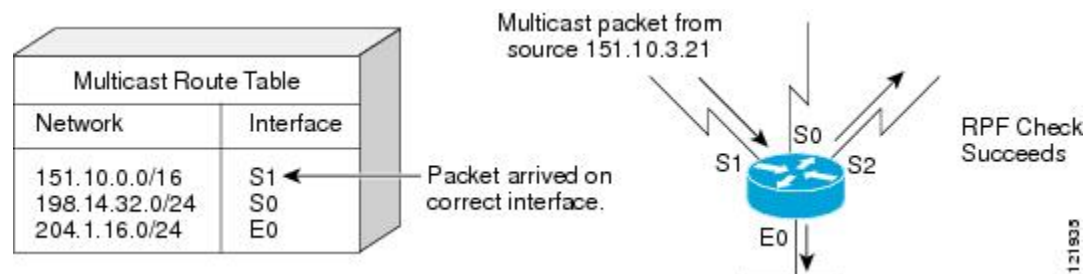 Multicast Route Table
Network Interface
151.10.0.0/16 S1
198.14.32.0/24 S0
204.1.16.0/24 E0
Packet arrived on
correct interface.
Multicast packet from
source 151.10.3.21
S0
S1
S2
E0
RPF Check
Succeeds
121935